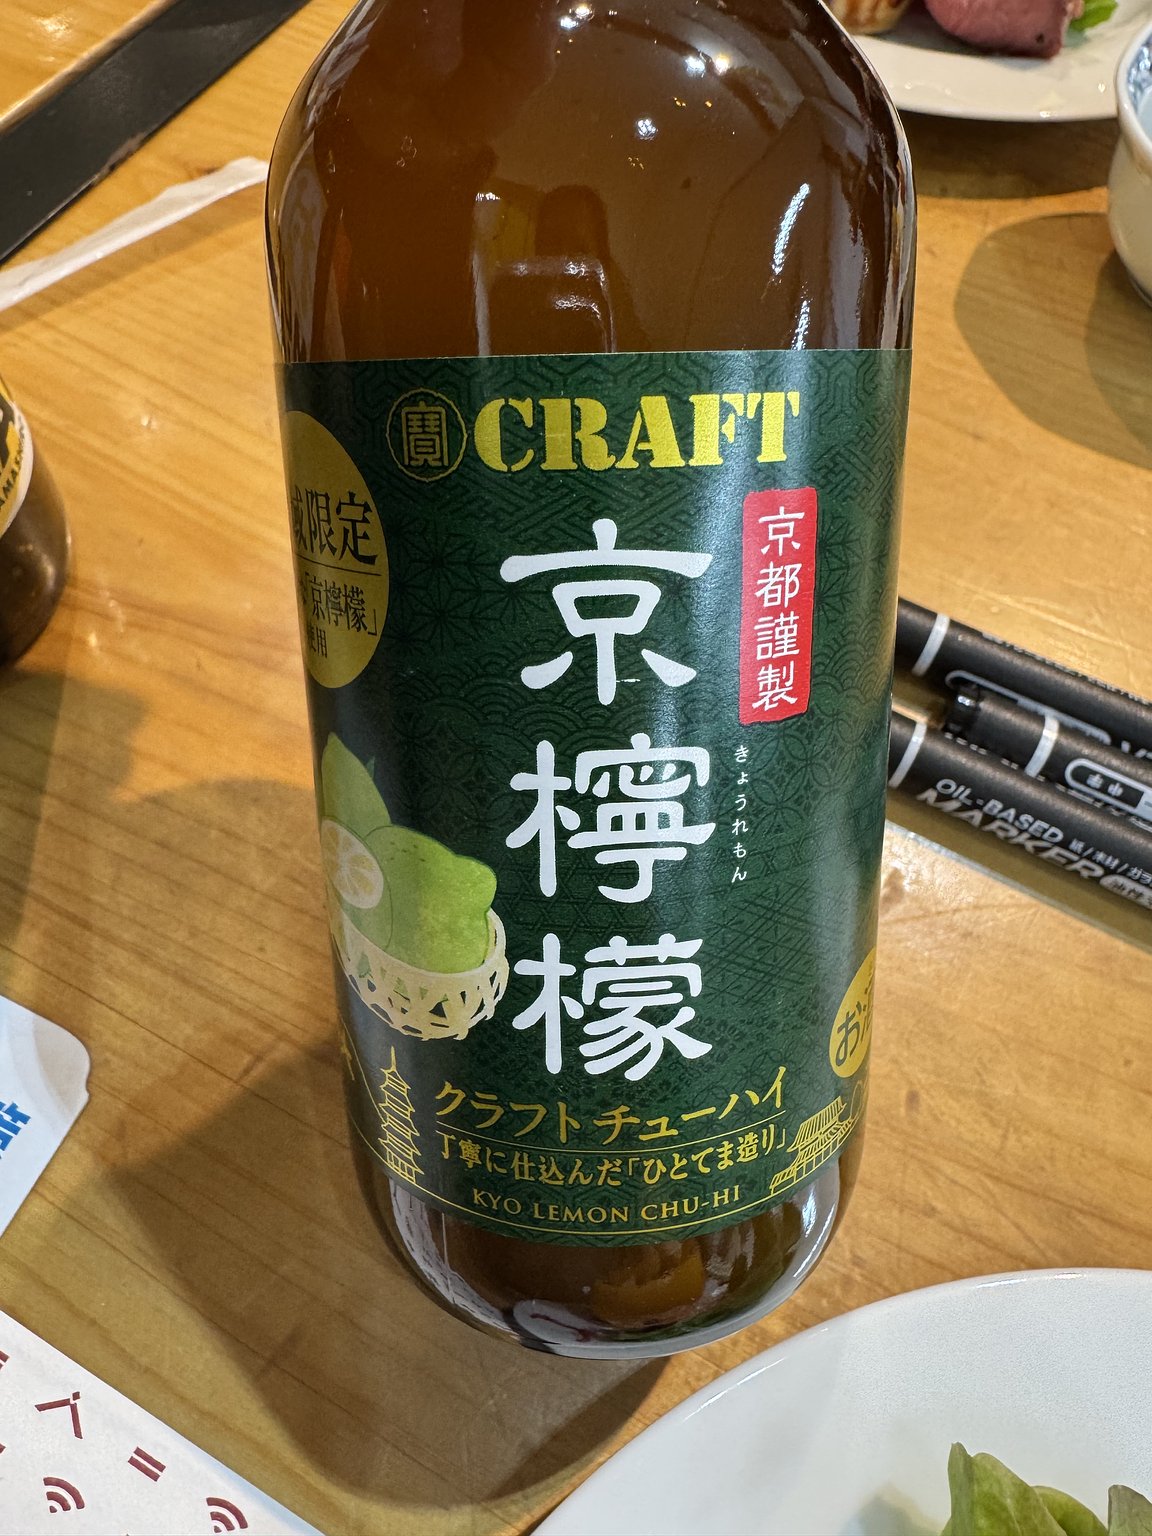 寶 CRAFT
域限定
「京檸檬」
使用
京都謹製
京檸檬
きょうれもん
クラフトチューハイ
丁寧に仕込んだ「ひとてま造り」
KYO LEMON CHU-HI
お酒
OIL-BASED
MARKER